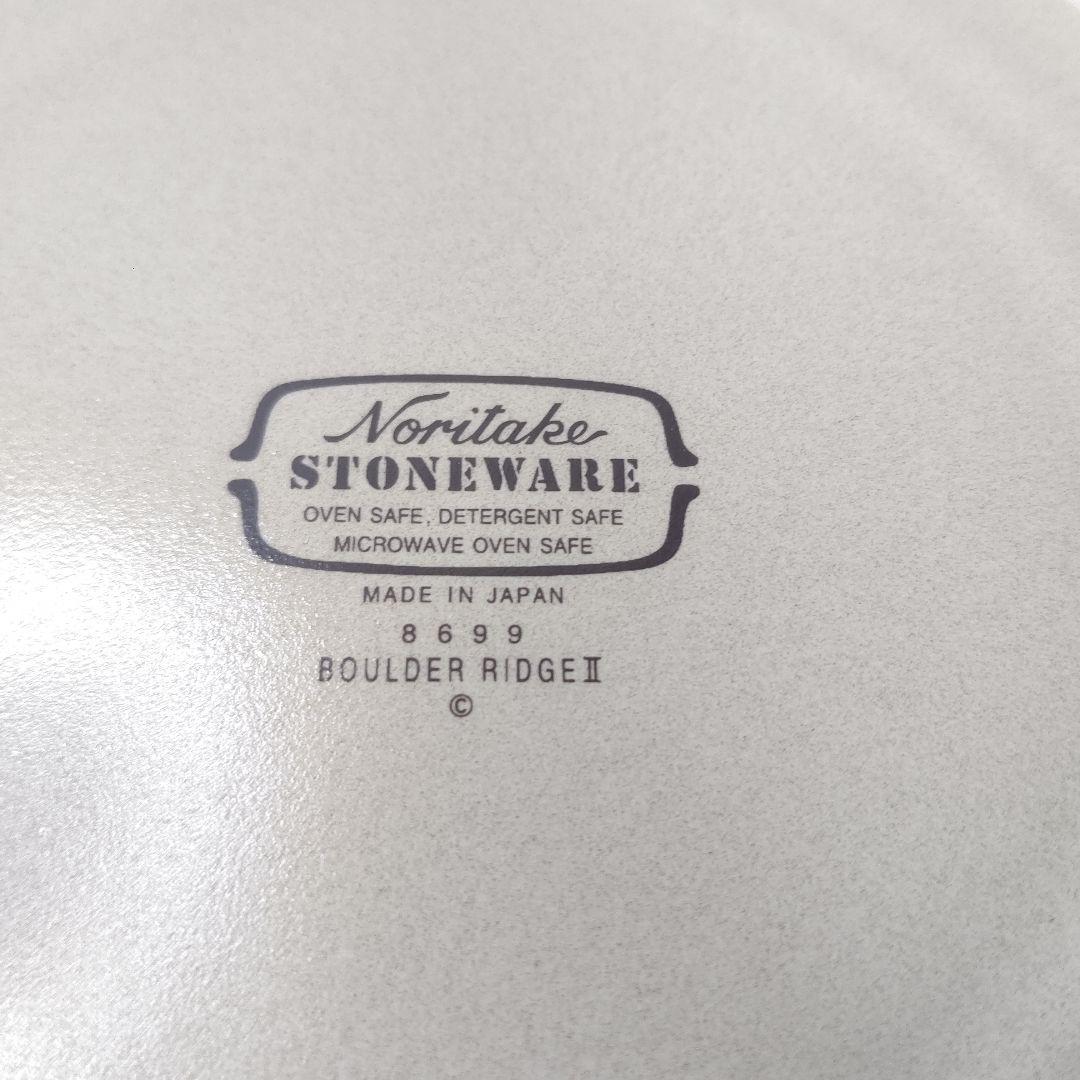 Noritake
STONEWARE
OVEN SAFE, DETERGENT SAFE
MICROWAVE OVEN SAFE
MADE IN JAPAN
8699
BOULDER RIDGE II
©